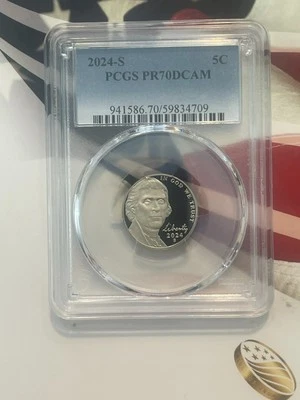 2024-S 5C
PCGS PR70DCAM
941586.70/59834709
IN GOD WE TRUST
Liberty
2024
S